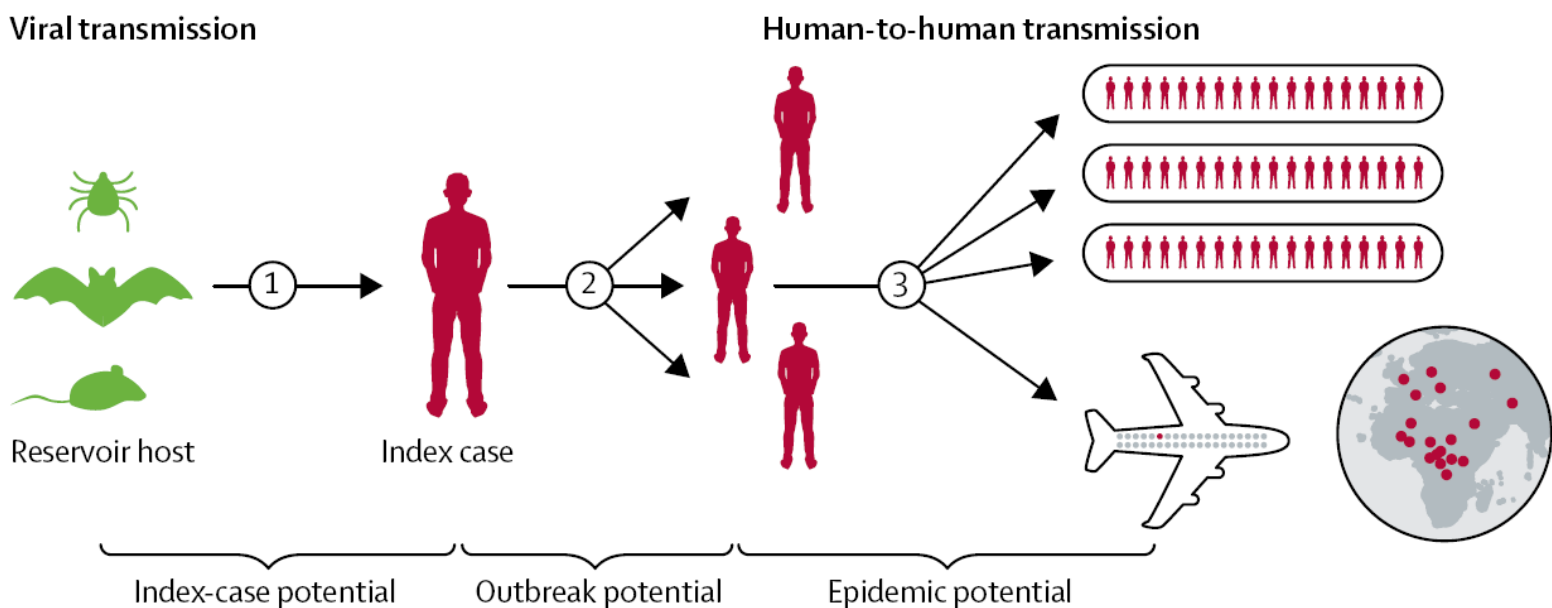 Viral transmission
Human-to-human transmission
1
2
3
Reservoir host
Index case
Index-case potential
Outbreak potential
Epidemic potential